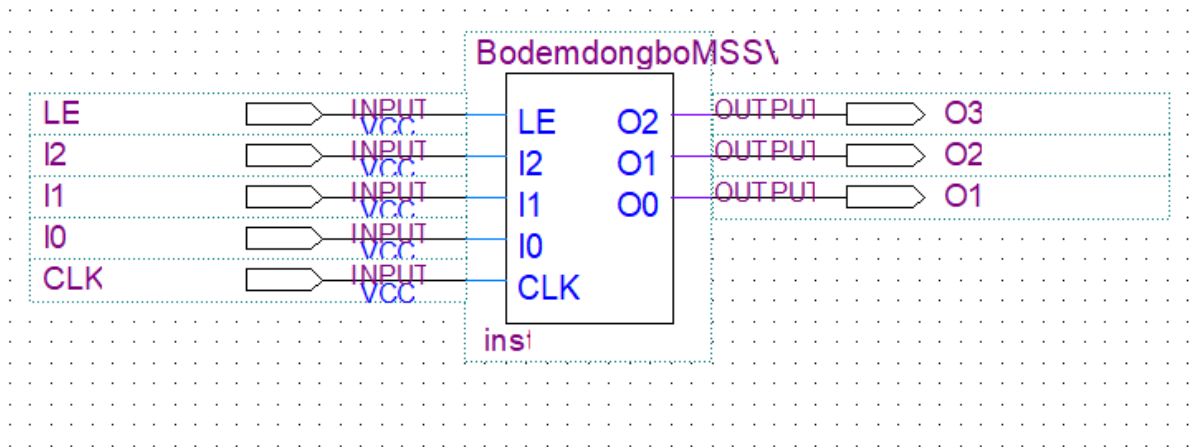 BodemdongboMSSV
LE INPUT VCC LE O2 OUTPUT O3
I2 INPUT VCC I2 O1 OUTPUT O2
I1 INPUT VCC I1 O0 OUTPUT O1
I0 INPUT VCC I0
CLK INPUT VCC CLK
inst